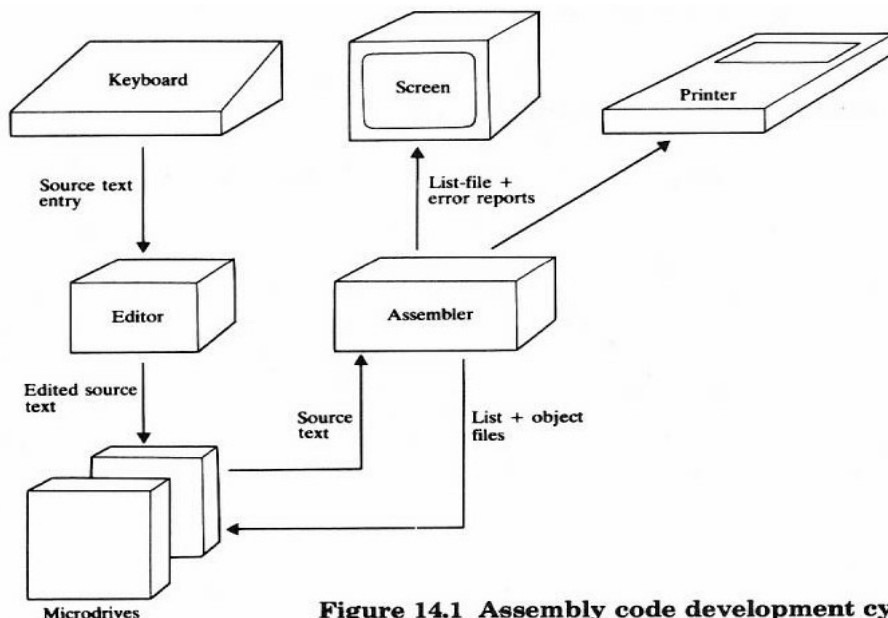 Keyboard
Screen
Printer
Source text
entry
List-file +
error reports
Editor
Assembler
Edited source
text
Source
text
List + object
files
Microdrives
Figure 14.1 Assembly code development cy